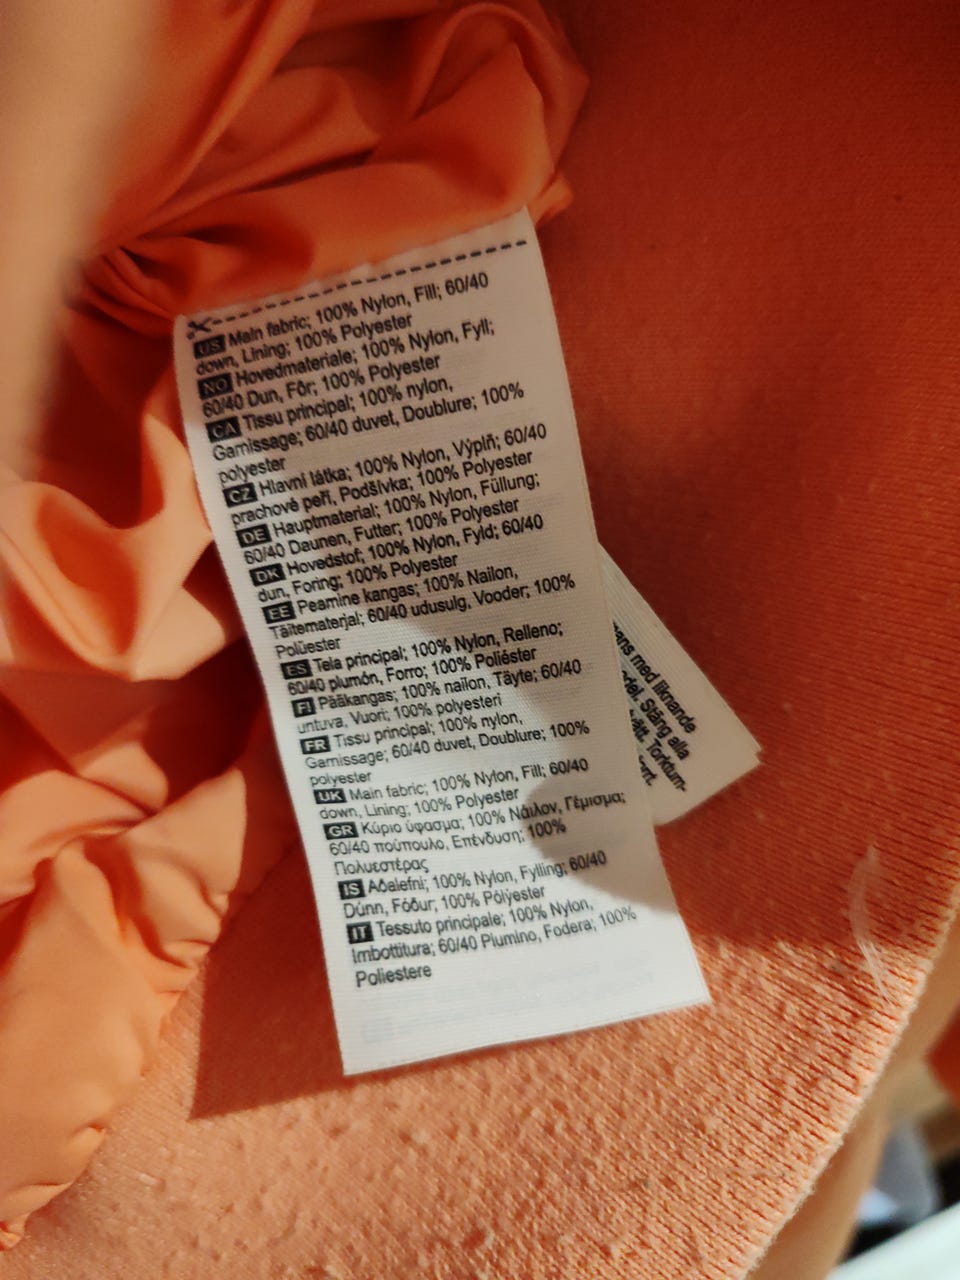 US Main fabric; 100% Nylon, Fill; 60/40
down, Lining; 100% Polyester
NO Hovedmateriale; 100% Nylon, Fyll;
60/40 Dun, Fôr; 100% Polyester
CA Tissu principal; 100% nylon,
Garnissage; 60/40 duvet, Doublure; 100%
polyester
CZ Hlavní látka; 100% Nylon, Výplň; 60/40
prachové peří, Podšívka; 100% Polyester
DE Hauptmaterial; 100% Nylon, Füllung;
60/40 Daunen, Futter; 100% Polyester
DK Hovedstof; 100% Nylon, Fyld; 60/40
dun, Foring; 100% Polyester
EE Peamine kangas; 100% Nailon,
Täitematerjal; 60/40 udusulg, Vooder; 100%
Polüester
ES Tela principal; 100% Nylon, Relleno;
60/40 plumón, Forro; 100% Poliéster
FI Pääkangas; 100% nailon, Täyte; 60/40
untuva, Vuori; 100% polyesteri
FR Tissu principal; 100% nylon,
Garnissage; 60/40 duvet, Doublure; 100%
polyester
UK Main fabric; 100% Nylon, Fill; 60/40
down, Lining; 100% Polyester
GR Κύριο ύφασμα; 100% Νάιλον, Γέμισμα;
60/40 πούπουλο, Επένδυση; 100%
Πολυεστέρας
IS Aðalefni; 100% Nylon, Fylling; 60/40
Dúnn, Fóður; 100% Pólýester
IT Tessuto principale; 100% Nylon,
Imbottitura; 60/40 Piumino, Fodera; 100%
Poliestere
med liknande
Stäng alla
Torktum-